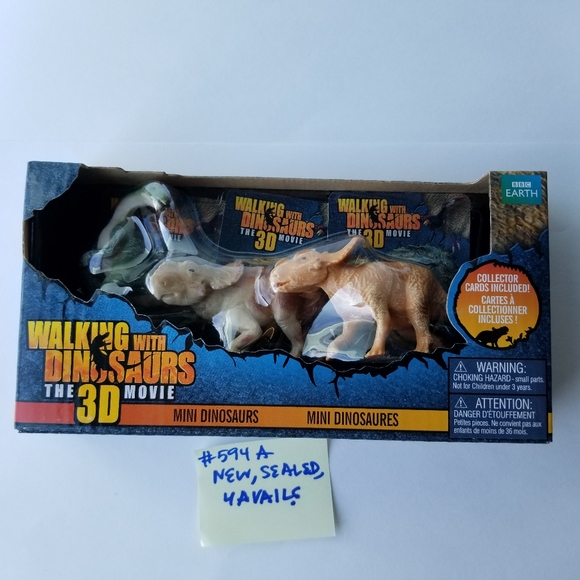 BBC
EARTH
WALKING WITH
DINOSAURS
3D
THE MOVIE
WALKING WITH
DINOSAURS
THE 3D MOVIE
COLLECTOR
CARDS INCLUDED!
CARTES À
COLLECTIONNER
INCLUSES !
WALKING WITH
DINOSAURS
THE 3D MOVIE
MINI DINOSAURS
MINI DINOSAURES
WARNING:
CHOKING HAZARD - small parts.
Not for Children under 3 years.
ATTENTION:
DANGER D'ÉTOUFFEMENT
Petites pièces. Ne convient pas aux
enfants de moins de 36 mois.
#594A
NEW, SEALED,
4 AVAILS